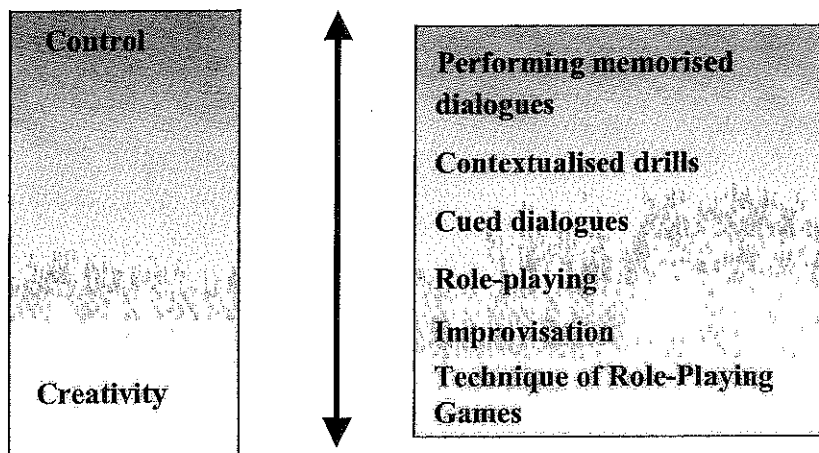 Control
Creativity
Performing memorised
dialogues
Contextualised drills
Cued dialogues
Role-playing
Improvisation
Technique of Role-Playing
Games